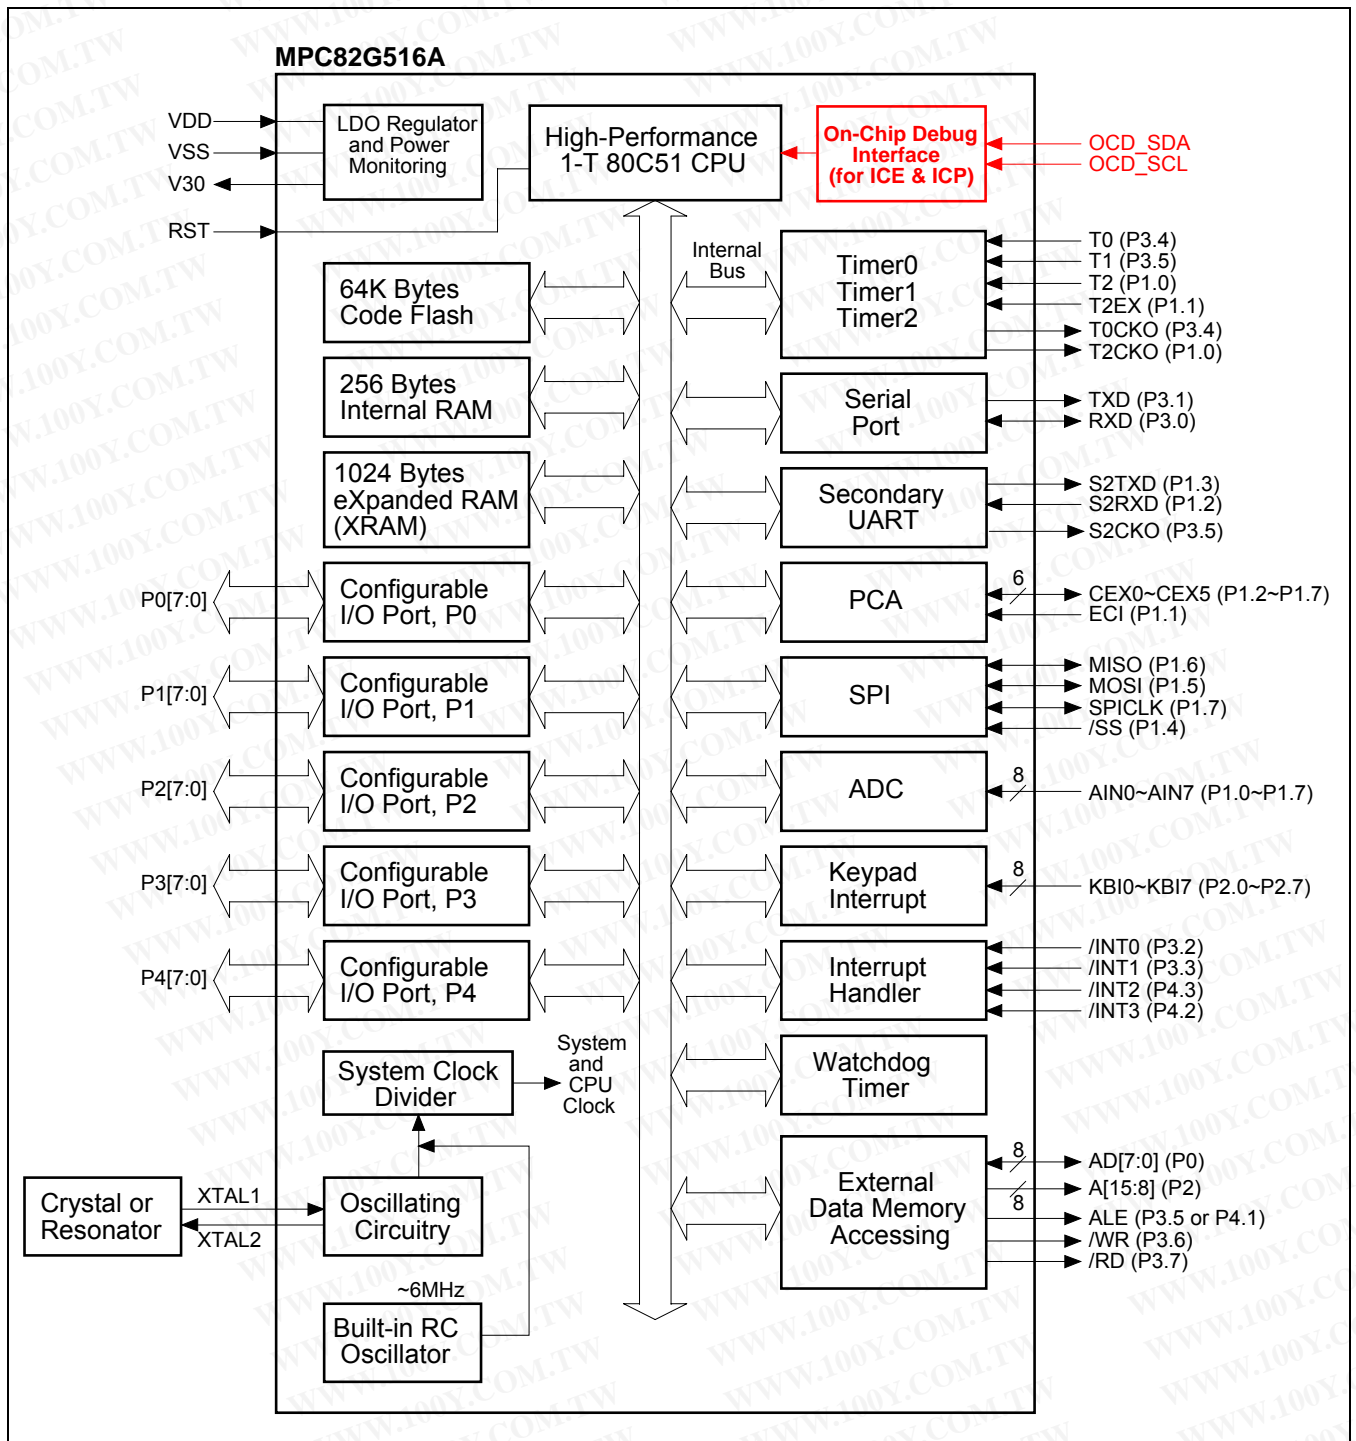 MPC82G516A
VDD
VSS
V30
RST
LDO Regulator
and Power
Monitoring
High-Performance
1-T 80C51 CPU
On-Chip Debug
Interface
(for ICE & ICP)
OCD_SDA
OCD_SCL
Internal
Bus
64K Bytes
Code Flash
Timer0
Timer1
Timer2
T0 (P3.4)
T1 (P3.5)
T2 (P1.0)
T2EX (P1.1)
T0CKO (P3.4)
T2CKO (P1.0)
256 Bytes
Internal RAM
Serial
Port
TXD (P3.1)
RXD (P3.0)
1024 Bytes
eXpanded RAM
(XRAM)
Secondary
UART
S2TXD (P1.3)
S2RXD (P1.2)
S2CKO (P3.5)
P0[7:0]
Configurable
I/O Port, P0
PCA
6
CEX0~CEX5 (P1.2~P1.7)
ECI (P1.1)
P1[7:0]
Configurable
I/O Port, P1
SPI
MISO (P1.6)
MOSI (P1.5)
SPICLK (P1.7)
/SS (P1.4)
P2[7:0]
Configurable
I/O Port, P2
ADC
8
AIN0~AIN7 (P1.0~P1.7)
P3[7:0]
Configurable
I/O Port, P3
Keypad
Interrupt
8
KBI0~KBI7 (P2.0~P2.7)
P4[7:0]
Configurable
I/O Port, P4
Interrupt
Handler
/INT0 (P3.2)
/INT1 (P3.3)
/INT2 (P4.3)
/INT3 (P4.2)
System Clock
Divider
System
and
CPU
Clock
Watchdog
Timer
Crystal or
Resonator
XTAL1
XTAL2
Oscillating
Circuitry
External
Data Memory
Accessing
8
8
AD[7:0] (P0)
A[15:8] (P2)
ALE (P3.5 or P4.1)
/WR (P3.6)
/RD (P3.7)
~6MHz
Built-in RC
Oscillator
WWW.100Y.COM.TW